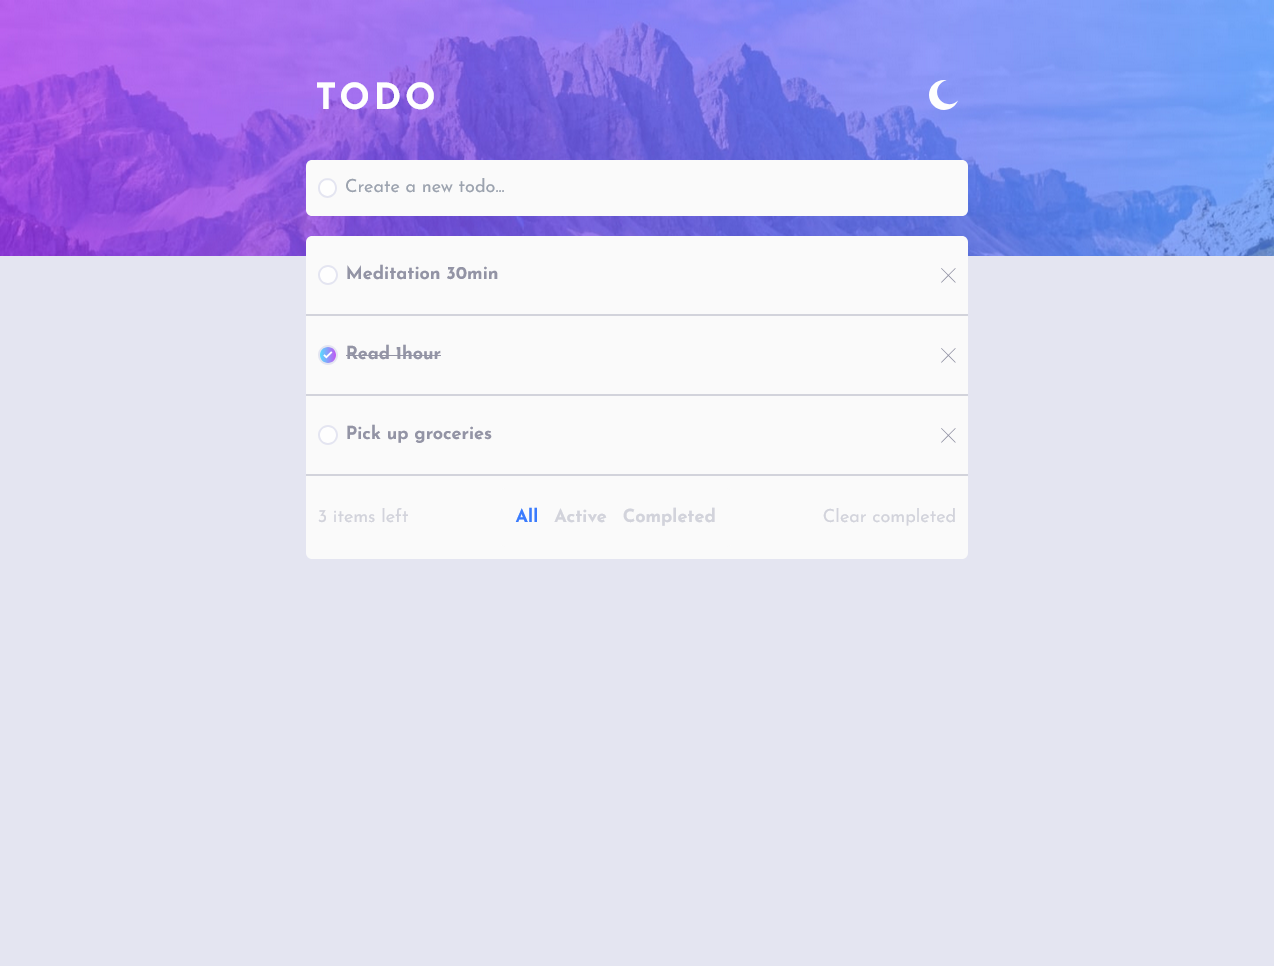 TODO
Create a new todo...
Meditation 30min
Read 1hour
Pick up groceries
3 items left All Active Completed Clear completed